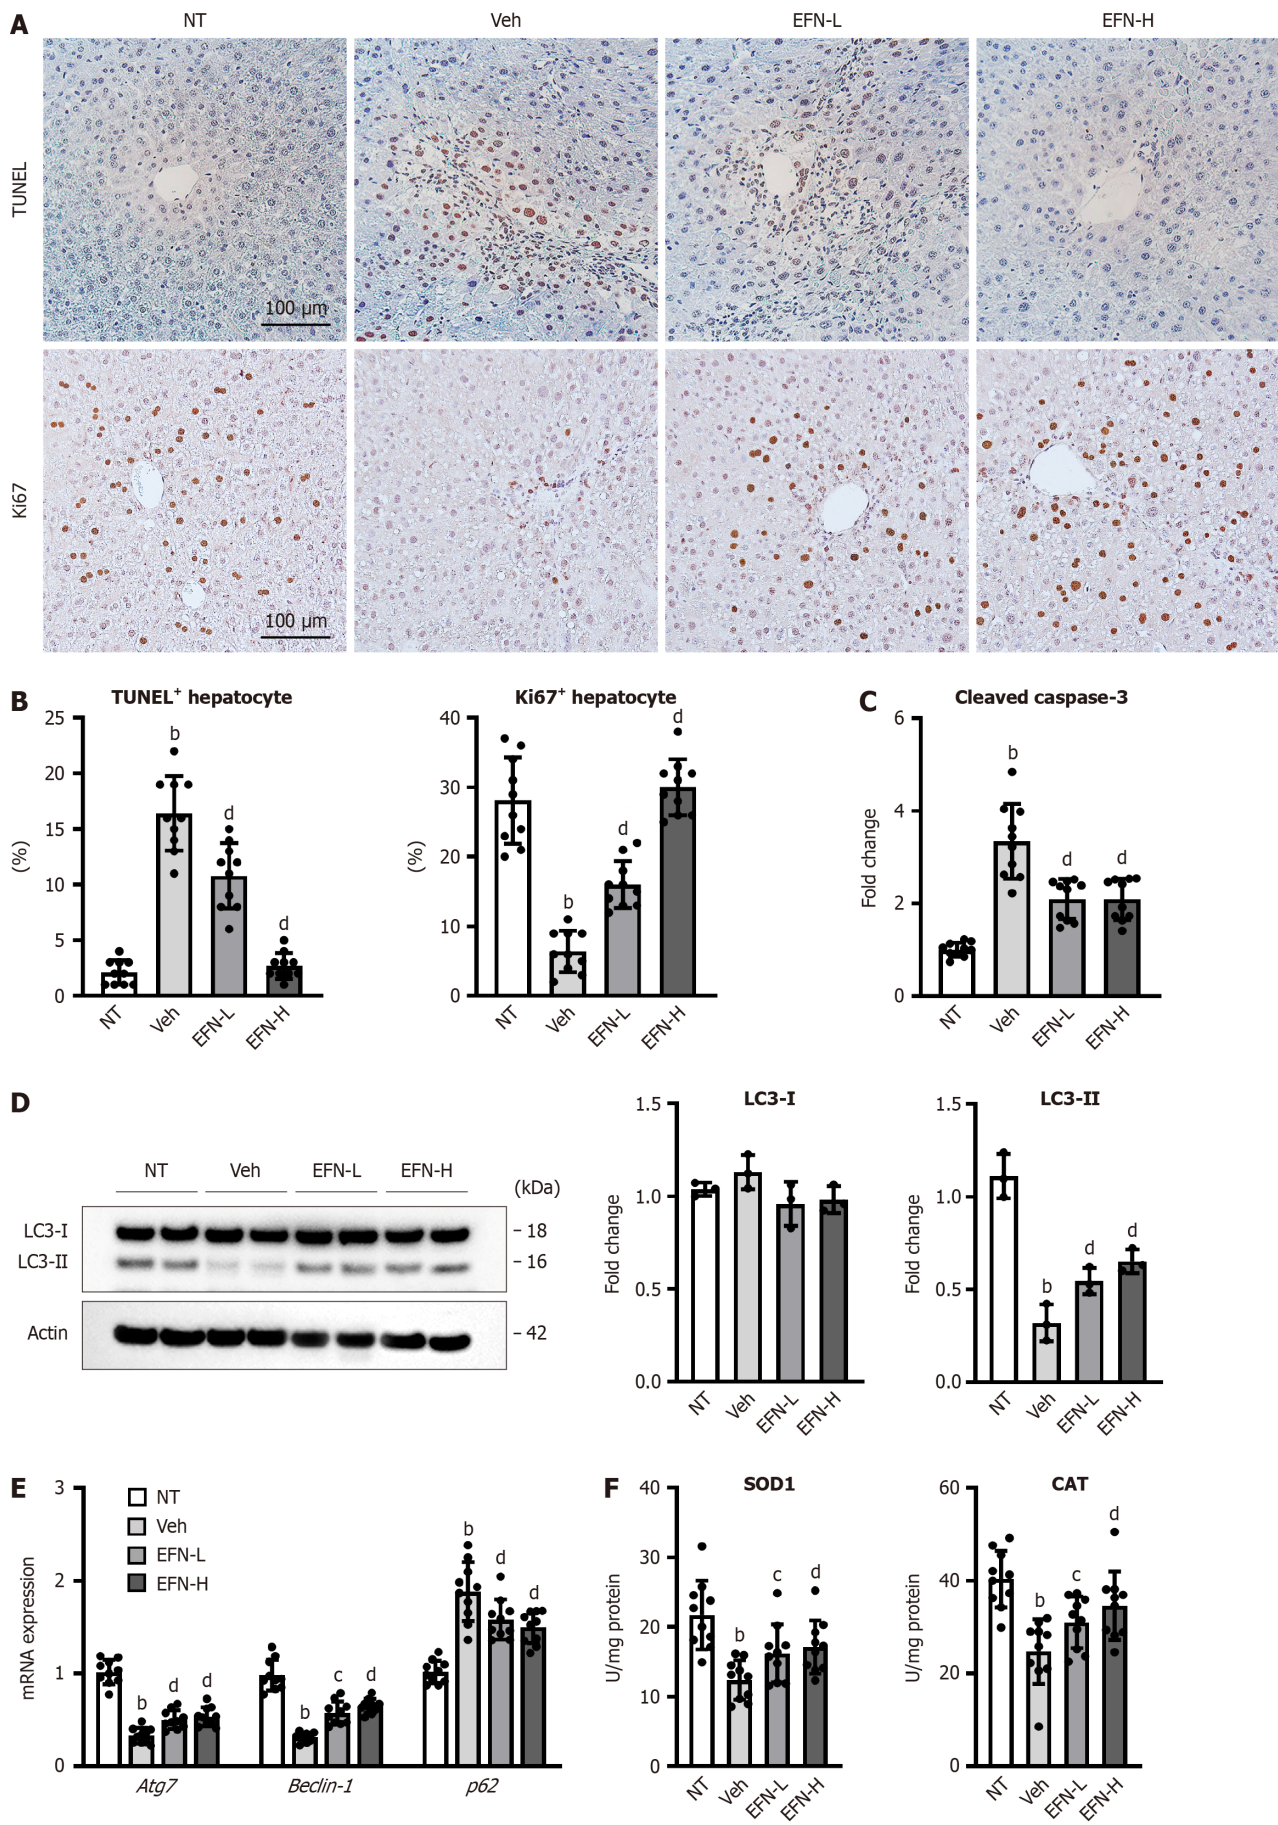 A
NT Veh EFN-L EFN-H
TUNEL
100 µm
Ki67
100 µm
B
TUNEL⁺ hepatocyte
(%)
25
20
15
10
5
0
b
d
d
NT Veh EFN-L EFN-H
Ki67⁺ hepatocyte
(%)
40
30
20
10
0
b
d
d
NT Veh EFN-L EFN-H
C
Cleaved caspase-3
Fold change
6
4
2
0
b
d
d
NT Veh EFN-L EFN-H
D
NT Veh EFN-L EFN-H
(kDa)
LC3-I - 18
LC3-II - 16
Actin - 42
LC3-I
Fold change
1.5
1.0
0.5
0.0
NT Veh EFN-L EFN-H
LC3-II
Fold change
1.5
1.0
0.5
0.0
b
d
d
NT Veh EFN-L EFN-H
E
mRNA expression
3
2
1
0
NT
Veh
EFN-L
EFN-H
b d d
b c d
b d d
Atg7 Beclin-1 p62
F
SOD1
U/mg protein
40
30
20
10
0
b
c
d
NT Veh EFN-L EFN-H
CAT
U/mg protein
60
40
20
0
b
c
d
NT Veh EFN-L EFN-H